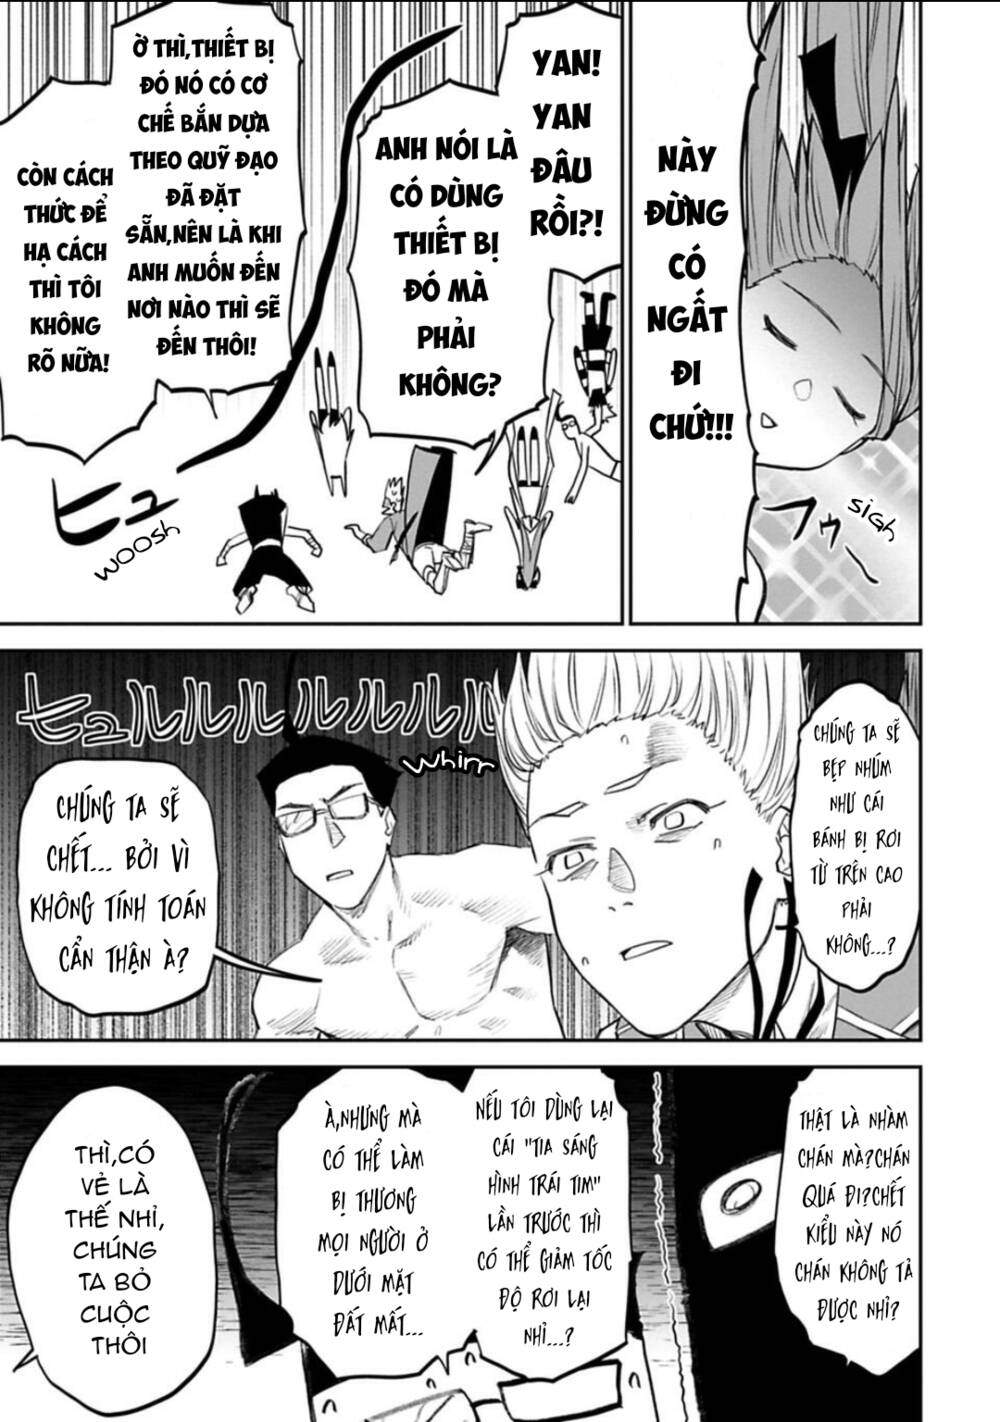 NÀY
ĐỪNG
CÓ
NGẤT
ĐI
CHỨ!!!
フゥー
sigh
YAN!
YAN
ĐÂU
RỒI?!
ANH NÓI LÀ
CÓ DÙNG
THIẾT BỊ
ĐÓ MÀ
PHẢI
KHÔNG?
Ờ THÌ,THIẾT BỊ
ĐÓ NÓ CÓ CƠ
CHẾ BẮN DỰA
THEO QUỸ ĐẠO
ĐÃ ĐẶT
SẴN,NÊN LÀ KHI
ANH MUỐN ĐẾN
NƠI NÀO THÌ SẼ
ĐẾN THÔI!
CÒN CÁCH
THỨC ĐỂ
HẠ CÁCH
THÌ TÔI
KHÔNG
RÕ NỮA!
ヒュ
woosh
CHÚNG TA SẼ
BẸP NHÚM
NHƯ CÁI
BÁNH BỊ RƠI
TỪ TRÊN CAO
PHẢI
KHÔNG...?
ヒュルルルルルルルル
whirr
CHÚNG TA SẼ
CHẾT... BỞI VÌ
KHÔNG TÍNH TOÁN
CẨN THẬN À?
THẬT LÀ NHÀM
CHÁN MÀ?CHÁN
QUÁ ĐI?CHẾT
KIỂU NÀY NÓ
CHÁN KHÔNG TẢ
ĐƯỢC NHỈ?
NẾU TÔI DÙNG LẠI
CÁI "TIA SÁNG
HÌNH TRÁI TIM"
LẦN TRƯỚC THÌ
CÓ THỂ GIẢM TỐC
ĐỘ RƠI LẠI
NHỈ...?
À,NHƯNG MÀ
CÓ THỂ LÀM
BỊ THƯƠNG
MỌI NGƯỜI Ở
DƯỚI MẶT
ĐẤT MẤT...
THÌ,CÓ
VẺ LÀ
THẾ NHỈ,
CHÚNG
TA BỎ
CUỘC
THÔI